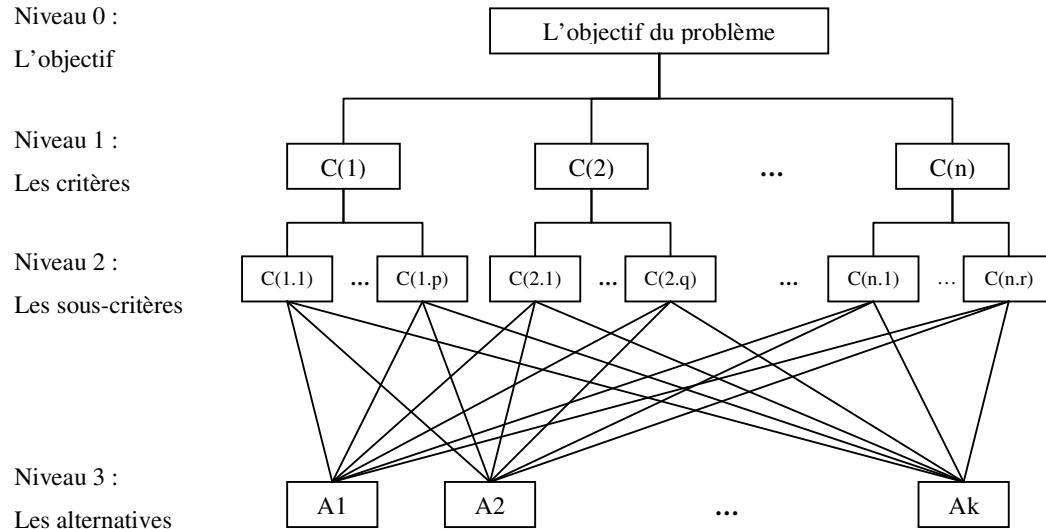 Niveau 0 :
L'objectif
L'objectif du problème
Niveau 1 :
Les critères
C(1)
C(2)
...
C(n)
Niveau 2 :
Les sous-critères
C(1.1)
...
C(1.p)
C(2.1)
...
C(2.q)
...
C(n.1)
...
C(n.r)
Niveau 3 :
Les alternatives
A1
A2
...
Ak